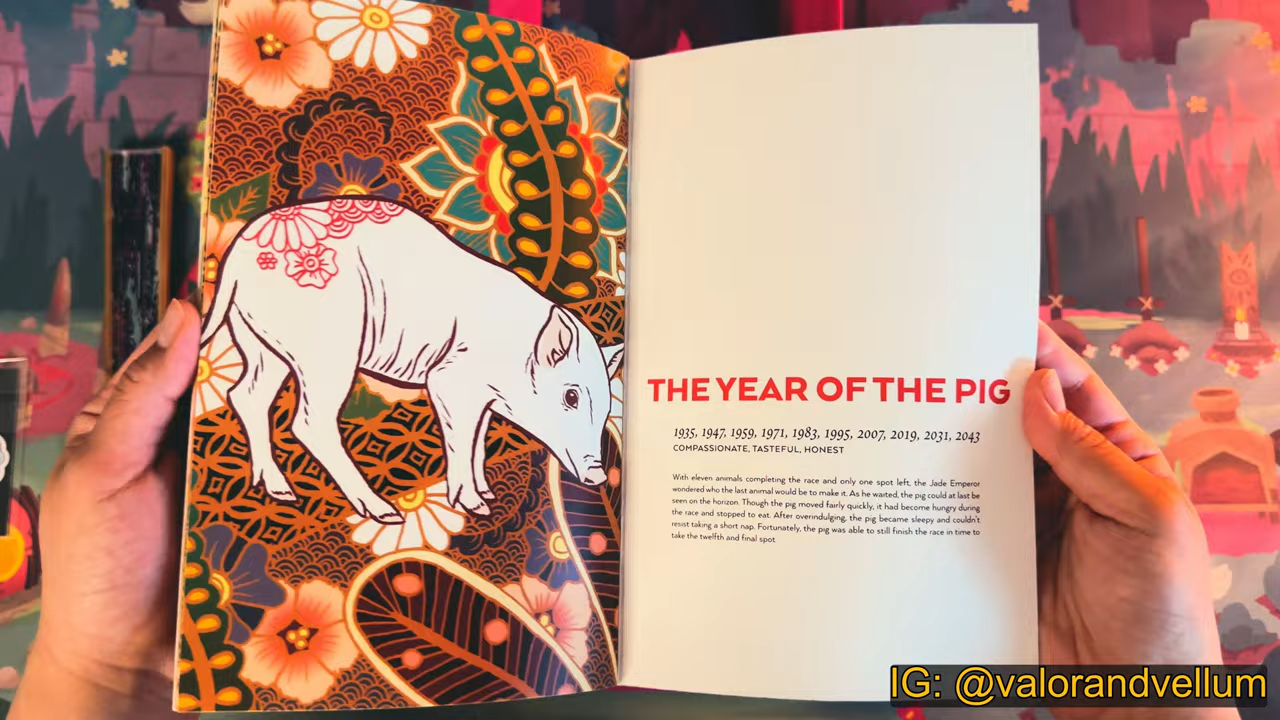 THE YEAR OF THE PIG
1935, 1947, 1959, 1971, 1983, 1995, 2007, 2019, 2031, 2043
COMPASSIONATE, TASTEFUL, HONEST
With eleven animals completing the race and only one spot left, the Jade Emperor
wondered who the last animal would be to make it. As he waited, the pig could at last be
seen on the horizon. Though the pig moved fairly quickly, it had become hungry during
the race and stopped to eat. After overindulging, the pig became sleepy and couldn't
resist taking a short nap. Fortunately, the pig was able to still finish the race in time to
take the twelfth and final spot.
IG: @valorandvellum